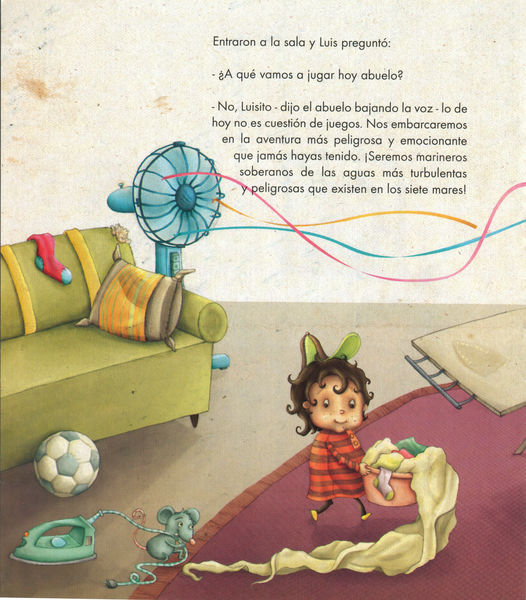 Entraron a la sala y Luis preguntó:
- ¿A qué vamos a jugar hoy abuelo?
- No, Luisito - dijo el abuelo bajando la voz - lo de
hoy no es cuestión de juegos. Nos embarcaremos
en la aventura más peligrosa y emocionante
que jamás hayas tenido. ¡Seremos marineros
soberanos de las aguas más turbulentas
y peligrosas que existen en los siete mares!